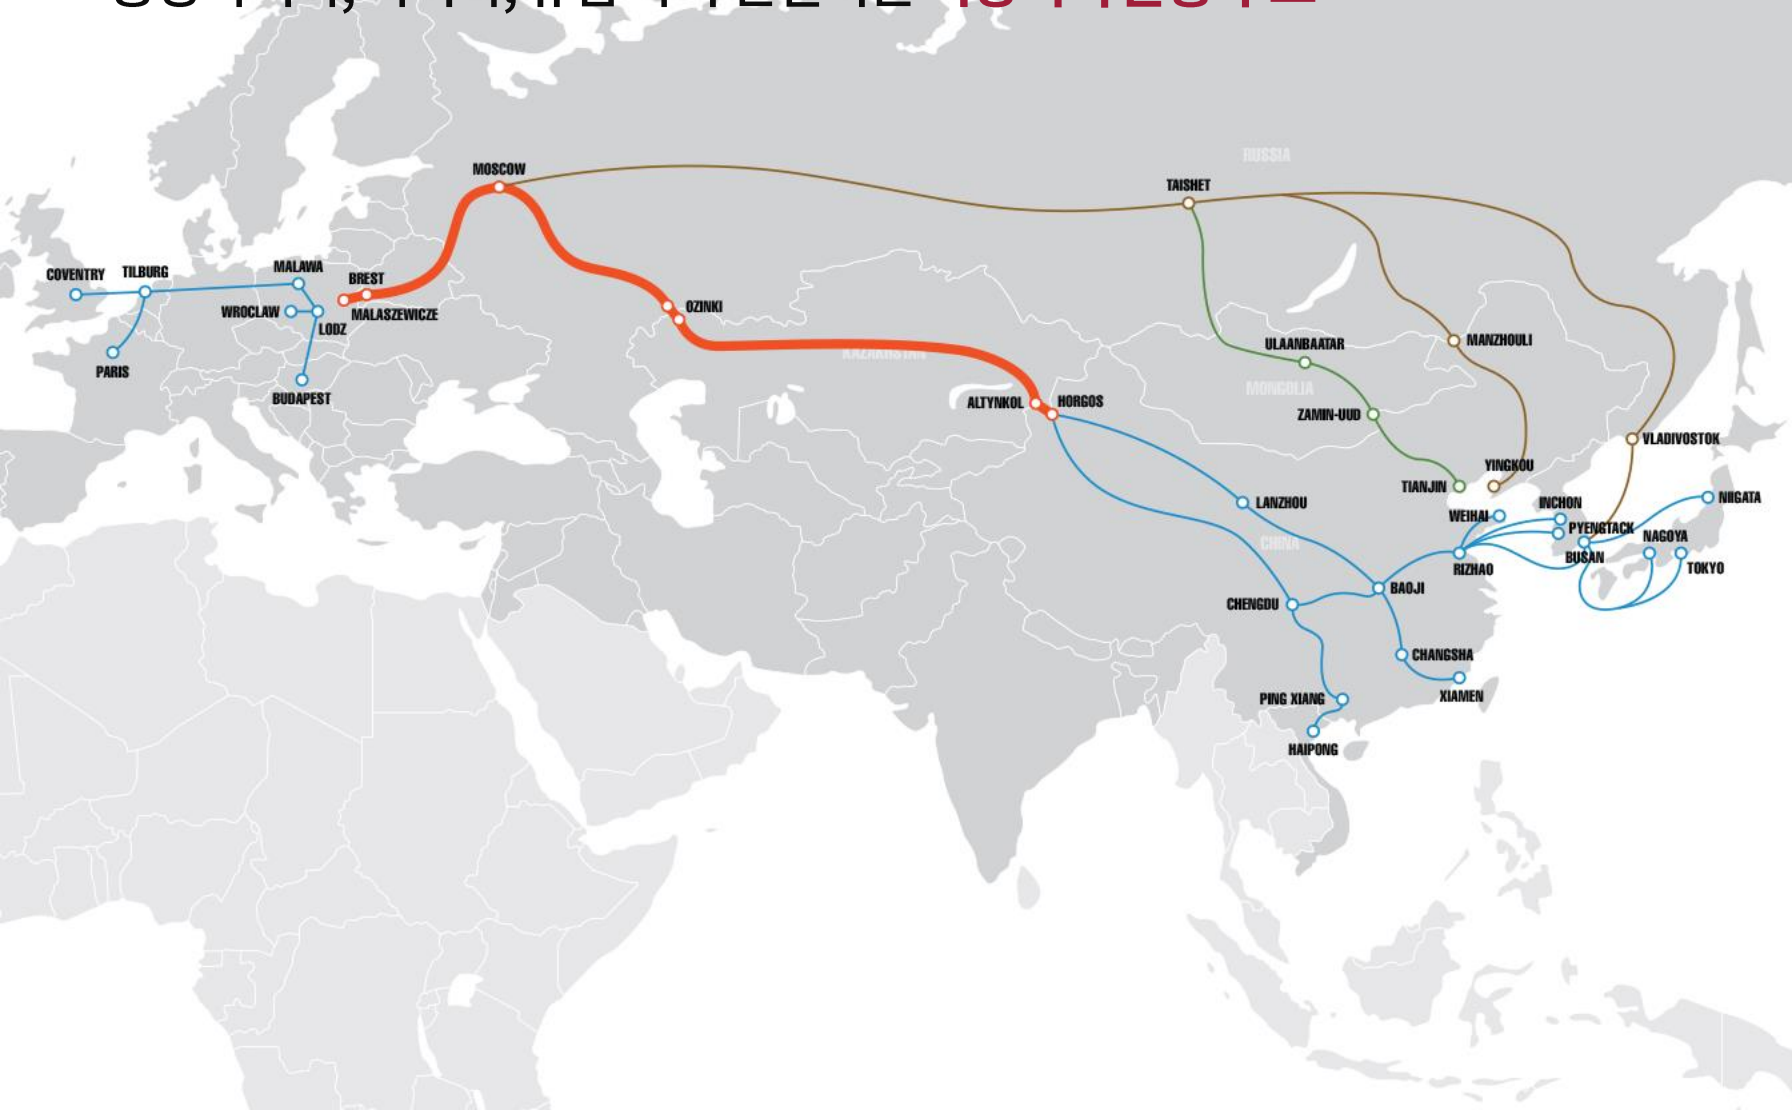 RUSSIA
MOSCOW
TAISHET
COVENTRY
TILBURG
MALAWA
BREST
WROCLAW
MALASZEWICZE
OZINKI
LODZ
ULAANBAATAR
MANZHOULI
KAZAKHSTAN
PARIS
MONGOLIA
BUDAPEST
ALTYNKOL
HORGOS
ZAMIN-UUD
VLADIVOSTOK
YINGKOU
TIANJIN
LANZHOU
INCHON
NIIGATA
WEIHAI
PYENGTACK
NAGOYA
CHINA
BUSAN
RIZHAO
TOKYO
BAOJI
CHENGDU
CHANGSHA
PING XIANG
XIAMEN
HAIPONG